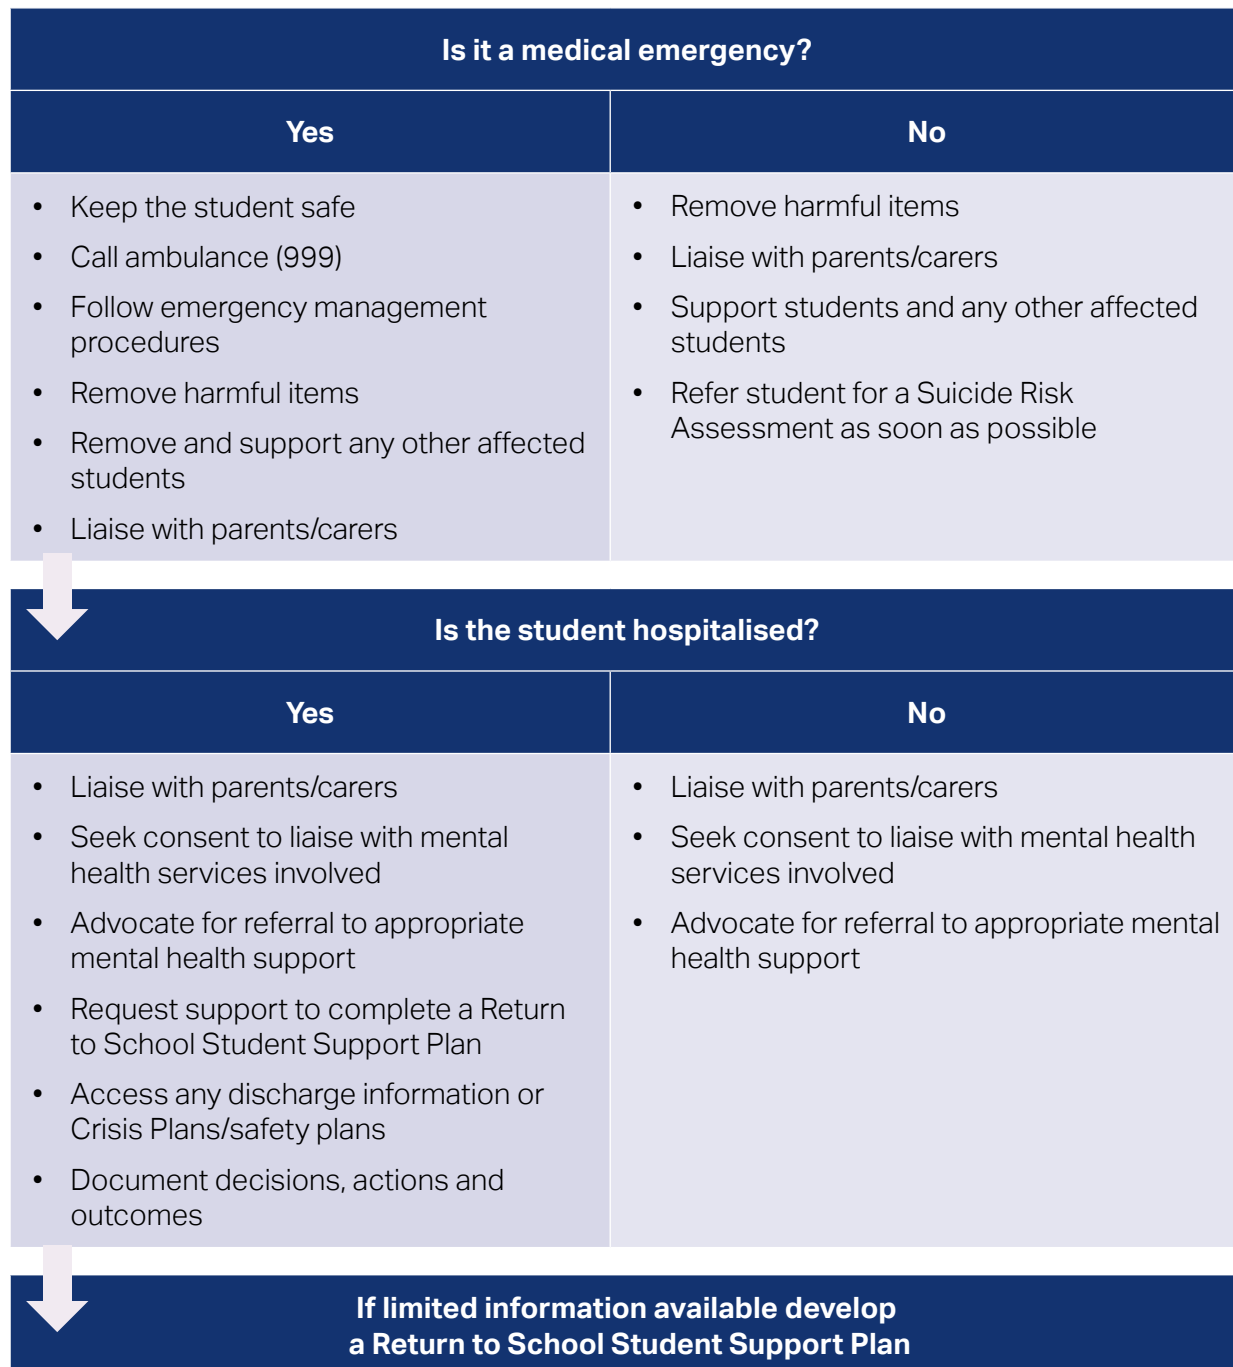 Is it a medical emergency?
Yes
• Keep the student safe
• Call ambulance (999)
• Follow emergency management
procedures
• Remove harmful items
• Remove and support any other affected
students
• Liaise with parents/carers
No
• Remove harmful items
• Liaise with parents/carers
• Support students and any other affected
students
• Refer student for a Suicide Risk
Assessment as soon as possible
Is the student hospitalised?
Yes
• Liaise with parents/carers
• Seek consent to liaise with mental
health services involved
• Advocate for referral to appropriate
mental health support
• Request support to complete a Return
to School Student Support Plan
• Access any discharge information or
Crisis Plans/safety plans
• Document decisions, actions and
outcomes
No
• Liaise with parents/carers
• Seek consent to liaise with mental health
services involved
• Advocate for referral to appropriate mental
health support
If limited information available develop
a Return to School Student Support Plan